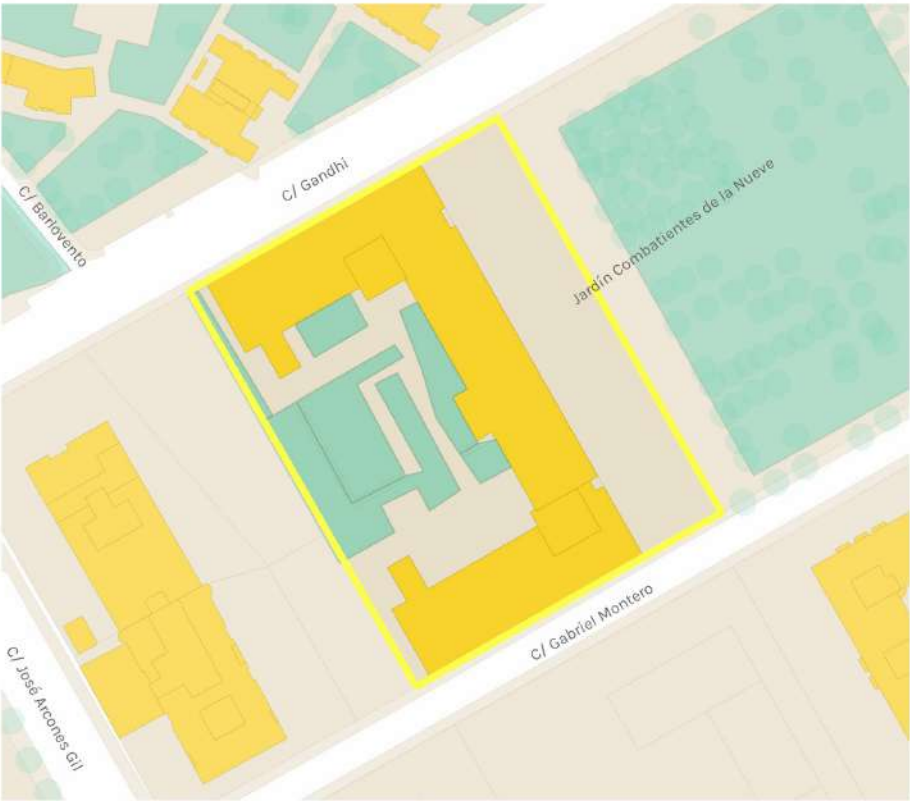 C/ Gandhi
C/ Barlovento
Jardín Combatientes de la Nueve
C/ Gabriel Montero
C/ José Arcones Gil